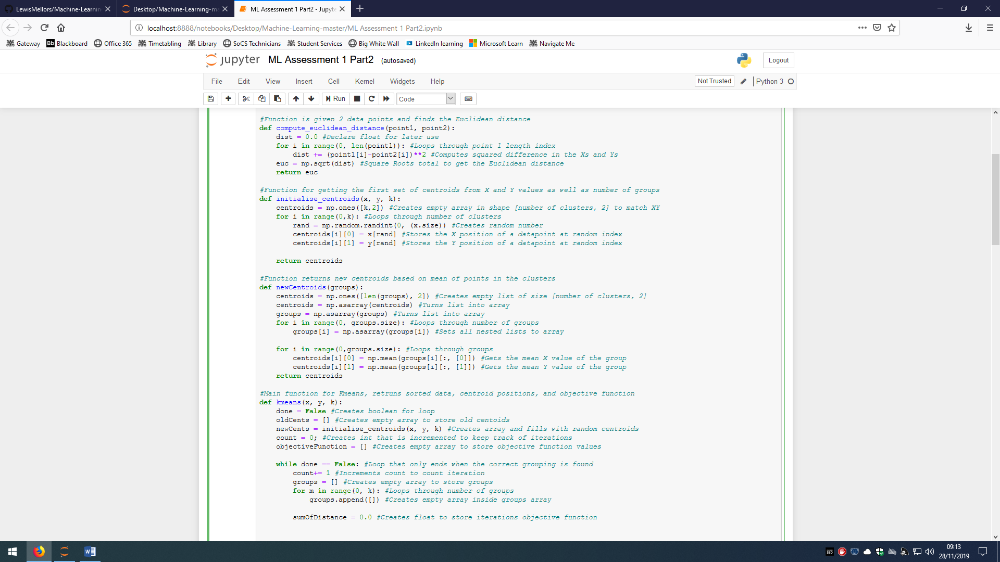 LewisMellors/Machine-Learnin
Desktop/Machine-Learning-ma
ML Assessment 1 Part2 - Jupyte
localhost:8888/notebooks/Desktop/Machine-Learning-master/ML Assessment 1 Part2.ipynb
Gateway Bb Blackboard Office 365 Timetabling Library SoCS Technicians Student Services Big White Wall LinkedIn learning Microsoft Learn Navigate Me
jupyter ML Assessment 1 Part2 (autosaved) Logout
File Edit View Insert Cell Kernel Widgets Help Not Trusted Python 3
Run Code
#Function is given 2 data points and finds the Euclidean distance
def compute_euclidean_distance(point1, point2):
    dist = 0.0 #Declare float for later use
    for i in range(0, len(point1)): #Loops through point 1 length index
        dist += (point1[i]-point2[i])**2 #Computes squared difference in the Xs and Ys
    euc = np.sqrt(dist) #Square Roots total to get the Euclidean distance
    return euc
#Function for getting the first set of centroids from X and Y values as well as number of groups
def initialise_centroids(x, y, k):
    centroids = np.ones([k,2]) #Creates empty array in shape [number of clusters, 2] to match XY
    for i in range(0,k): #Loops through number of clusters
        rand = np.random.randint(0, (x.size)) #Creates random number
        centroids[i][0] = x[rand] #Stores the X position of a datapoint at random index
        centroids[i][1] = y[rand] #Stores the Y position of a datapoint at random index
    return centroids
#Function returns new centroids based on mean of points in the clusters
def newCentroids(groups):
    centroids = np.ones([len(groups), 2]) #Creates empty list of size [number of clusters, 2]
    centroids = np.asarray(centroids) #Turns list into array
    groups = np.asarray(groups) #Turns list into array
    for i in range(0, groups.size): #Loops through number of groups
        groups[i] = np.asarray(groups[i]) #Sets all nested lists to array
    for i in range(0,groups.size): #Loops through groups
        centroids[i][0] = np.mean(groups[i][:, [0]]) #Gets the mean X value of the group
        centroids[i][1] = np.mean(groups[i][:, [1]]) #Gets the mean Y value of the group
    return centroids
#Main function for Kmeans, retruns sorted data, centroid positions, and objective function
def kmeans(x, y, k):
    done = False #Creates boolean for loop
    oldCents = [] #Creates empty array to store old centoids
    newCents = initialise_centroids(x, y, k) #Creates array and fills with random centroids
    count = 0; #Creates int that is incremented to keep track of iterations
    objectiveFunction = [] #Creates empty array to store objective function values
    while done == False: #Loop that only ends when the correct grouping is found
        count+= 1 #Increments count to count iteration
        groups = [] #Creates empty array to store groups
        for m in range(0, k): #Loops through number of groups
            groups.append([]) #Creates empty array inside groups array
        sumOfDistance = 0.0 #Creates float to store iterations objective function
SSD
09:13
28/11/2019